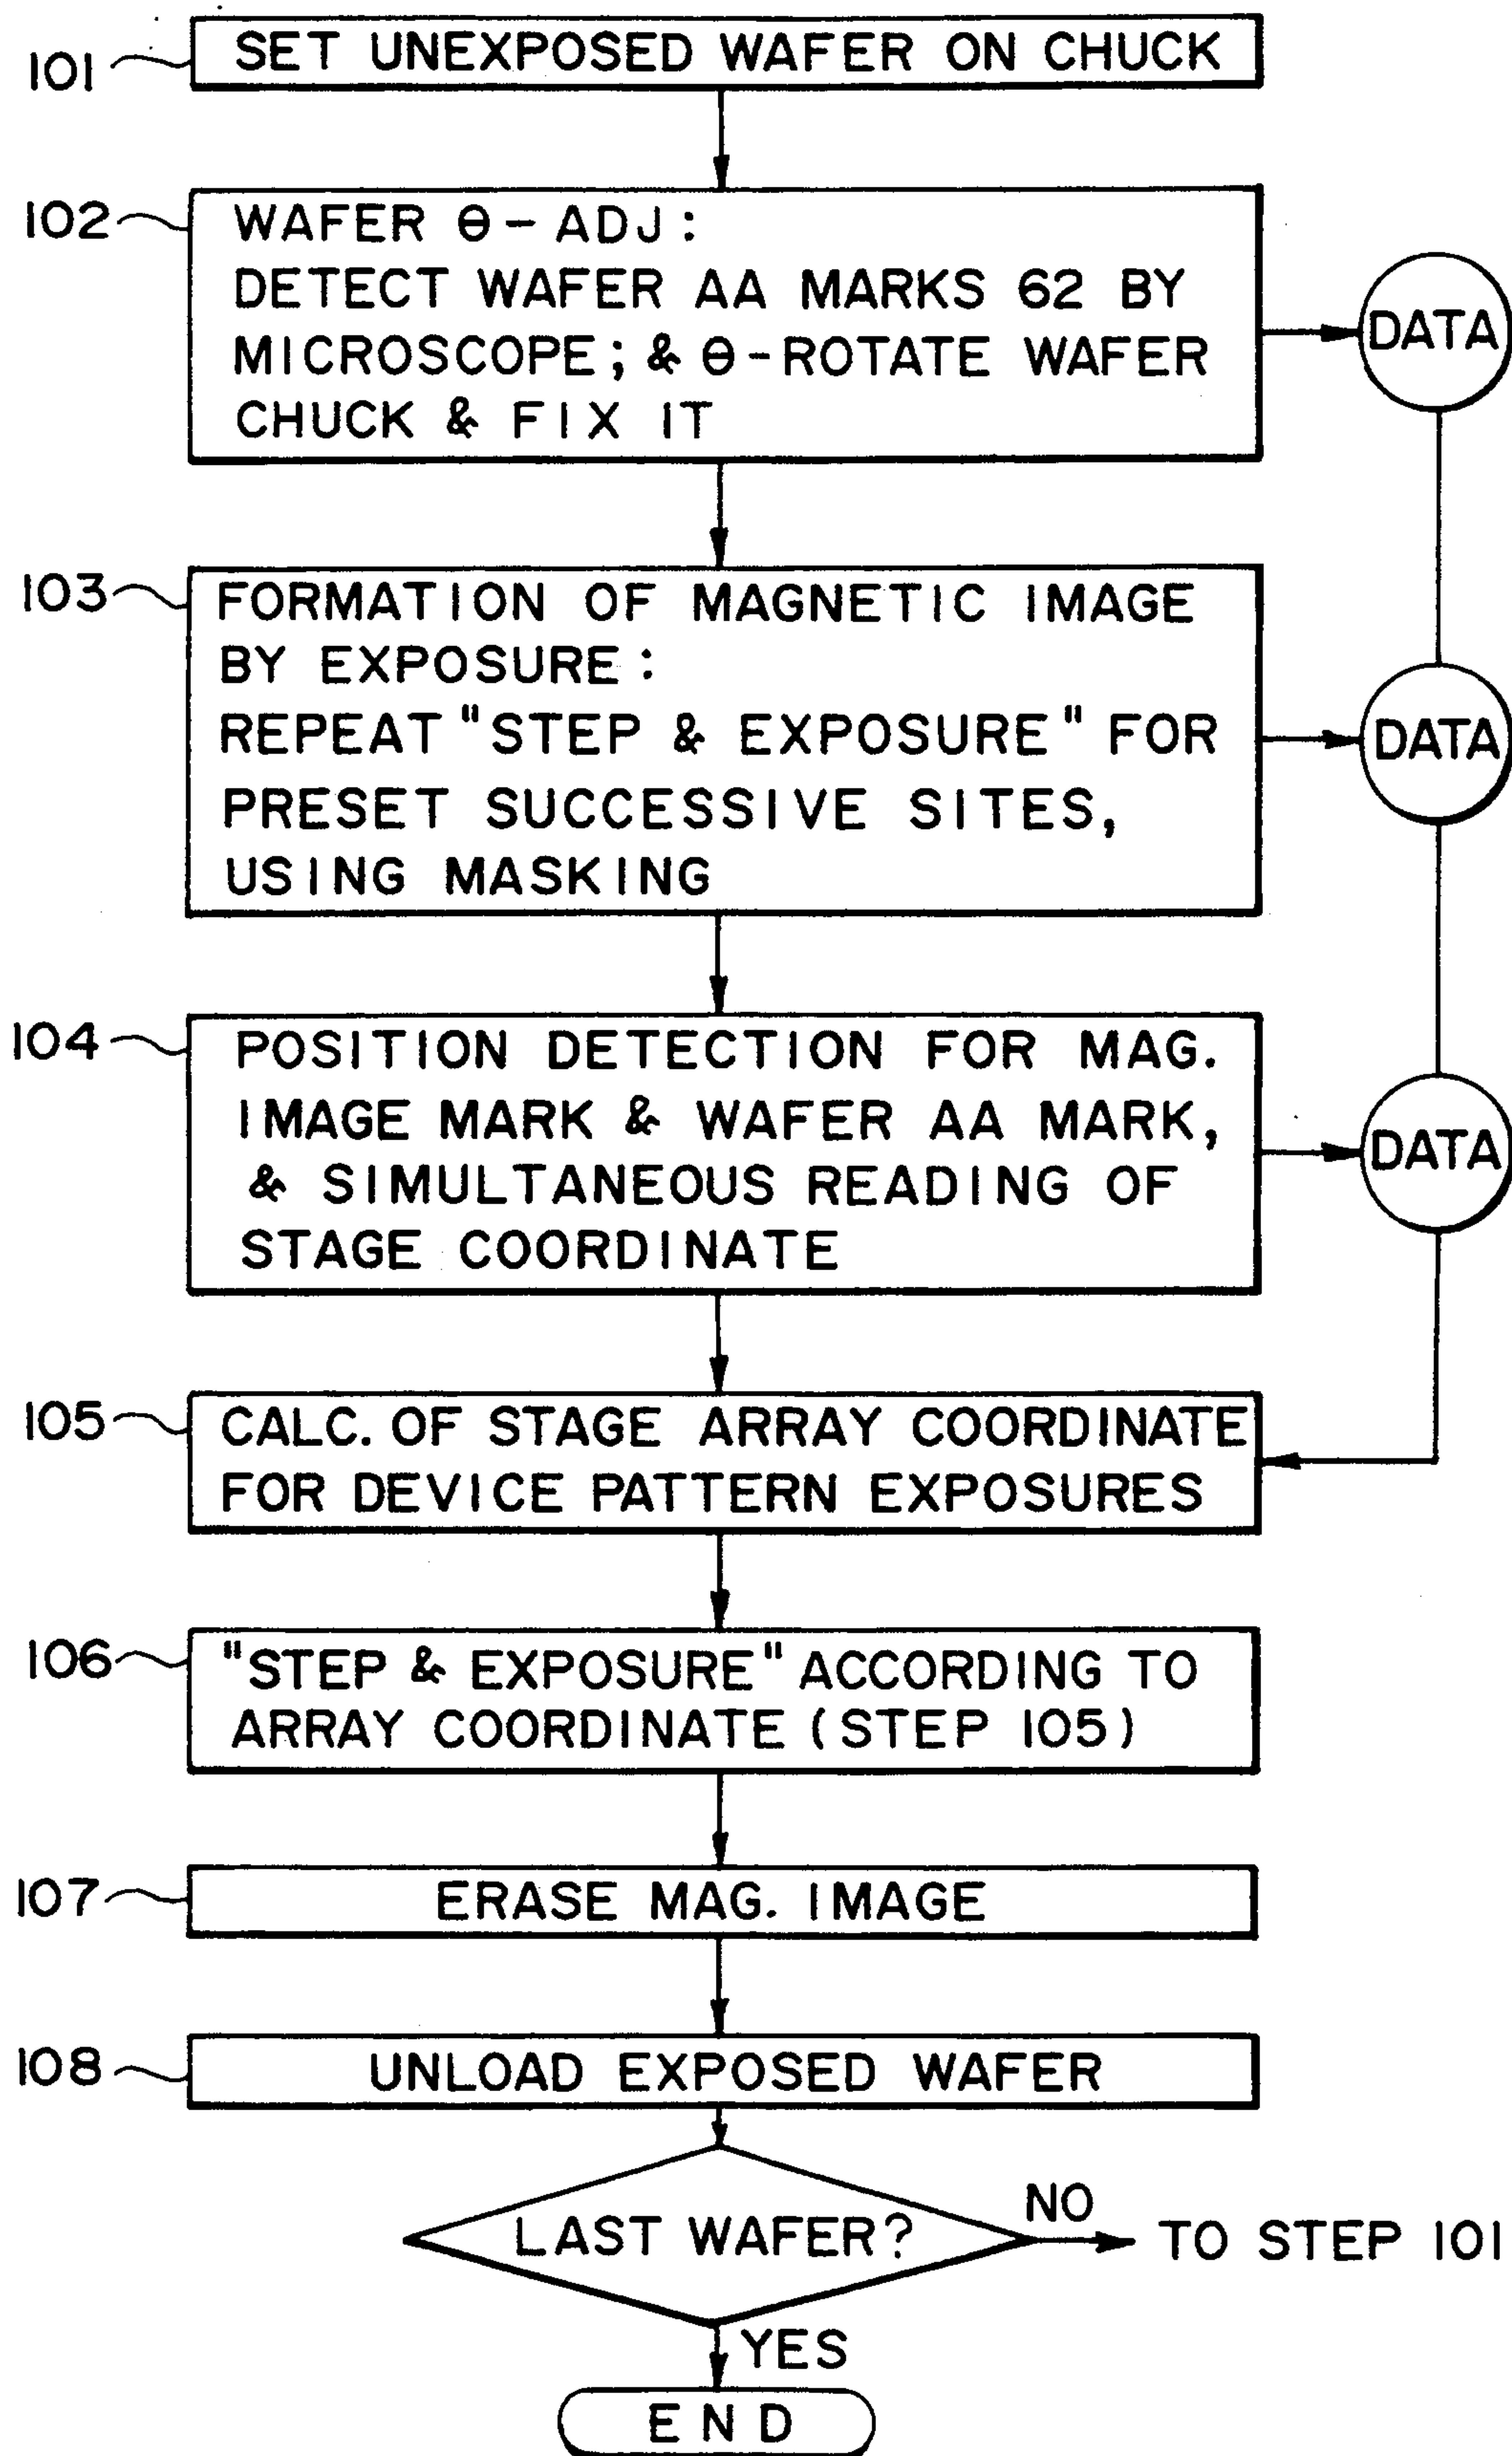 101
SET UNEXPOSED WAFER ON CHUCK
102
WAFER θ-ADJ:
DETECT WAFER AA MARKS 62 BY
MICROSCOPE; & θ-ROTATE WAFER
CHUCK & FIX IT
DATA
103
FORMATION OF MAGNETIC IMAGE
BY EXPOSURE:
REPEAT "STEP & EXPOSURE" FOR
PRESET SUCCESSIVE SITES,
USING MASKING
DATA
104
POSITION DETECTION FOR MAG.
IMAGE MARK & WAFER AA MARK,
& SIMULTANEOUS READING OF
STAGE COORDINATE
DATA
105
CALC. OF STAGE ARRAY COORDINATE
FOR DEVICE PATTERN EXPOSURES
106
"STEP & EXPOSURE" ACCORDING TO
ARRAY COORDINATE (STEP 105)
107
ERASE MAG. IMAGE
108
UNLOAD EXPOSED WAFER
LAST WAFER?
NO
TO STEP 101
YES
END